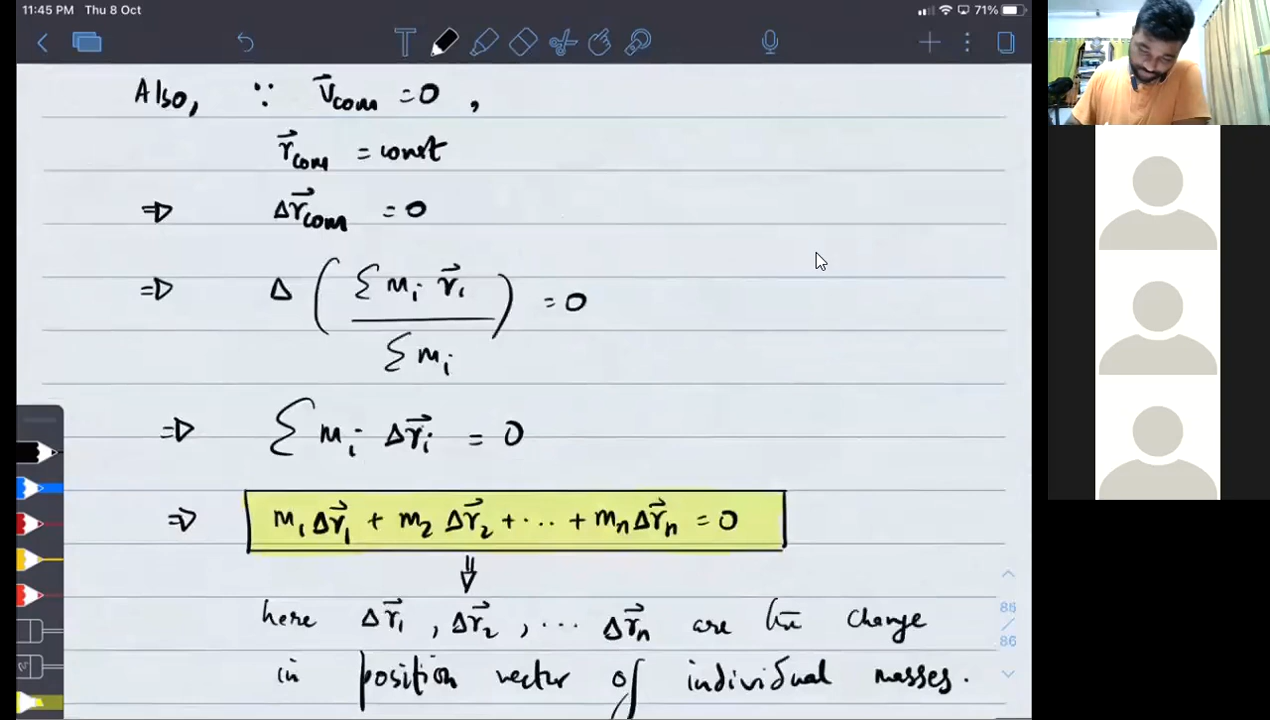 11:45 PM Thu 8 Oct 71%
T
Also, ∵ v⃗com = 0 ,
r⃗com = const
⇒ Δr⃗com = 0
⇒ Δ ( Σ mi r⃗i / Σ mi ) = 0
⇒ Σ mi Δr⃗i = 0
⇒ m1 Δr⃗1 + m2 Δr⃗2 + ... + mn Δr⃗n = 0
⇓
here Δr⃗1 , Δr⃗2 , ... Δr⃗n are the change
in position vector of individual masses.
85
/
86